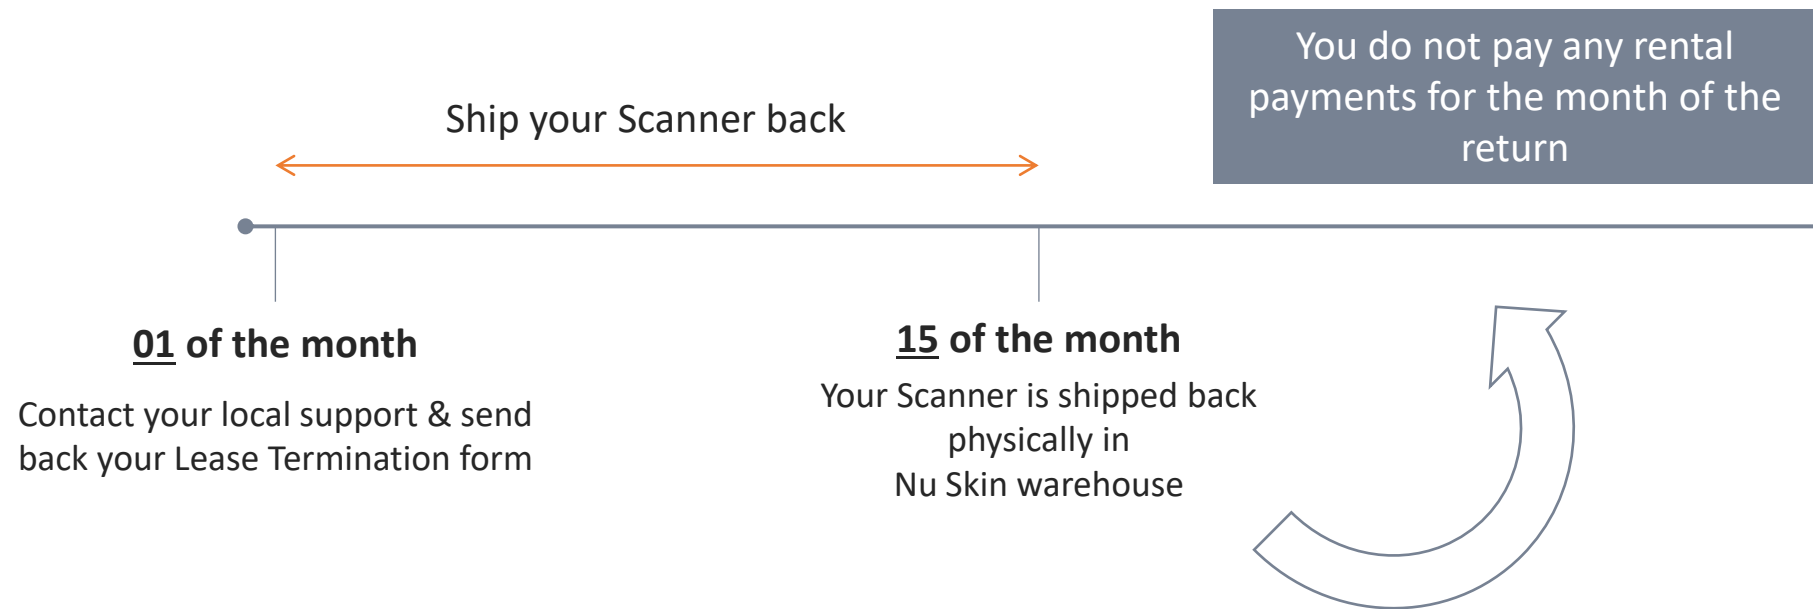 You do not pay any rental
payments for the month of the
return
Ship your Scanner back
01 of the month
Contact your local support & send
back your Lease Termination form
15 of the month
Your Scanner is shipped back
physically in
Nu Skin warehouse